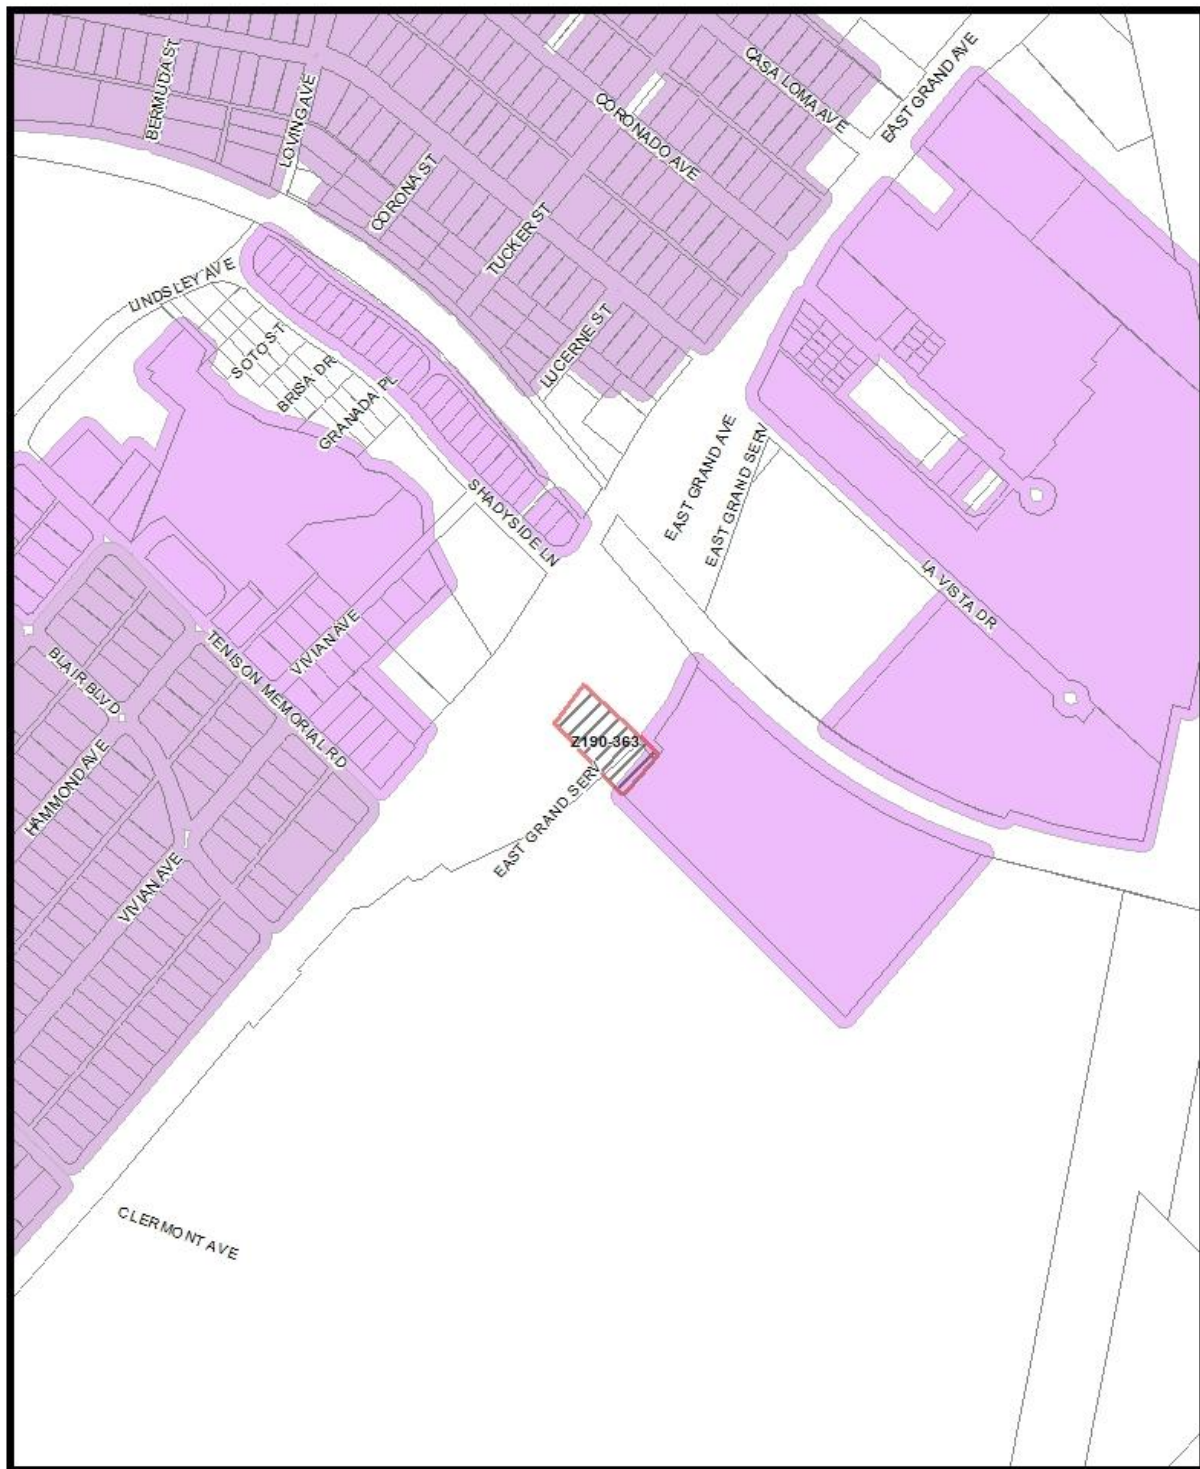 BERMUDA ST
LOVING AVE
CASA LOMA AVE
EAST GRAND AVE
CORONADO AVE
CORONA ST
TUCKER ST
LINDSLEY AVE
SOTO ST
BRISA DR
GRANADA PL
LUCERNE ST
EAST GRAND AVE
EAST GRAND SERV
SHADYSIDE LN
LA VISTA DR
VIVIAN AVE
TENISON MEMORIAL RD
BLAIR BLVD
HAMMOND AVE
Z190-363
EAST GRAND SERV
VIVIAN AVE
CLERMONT AVE